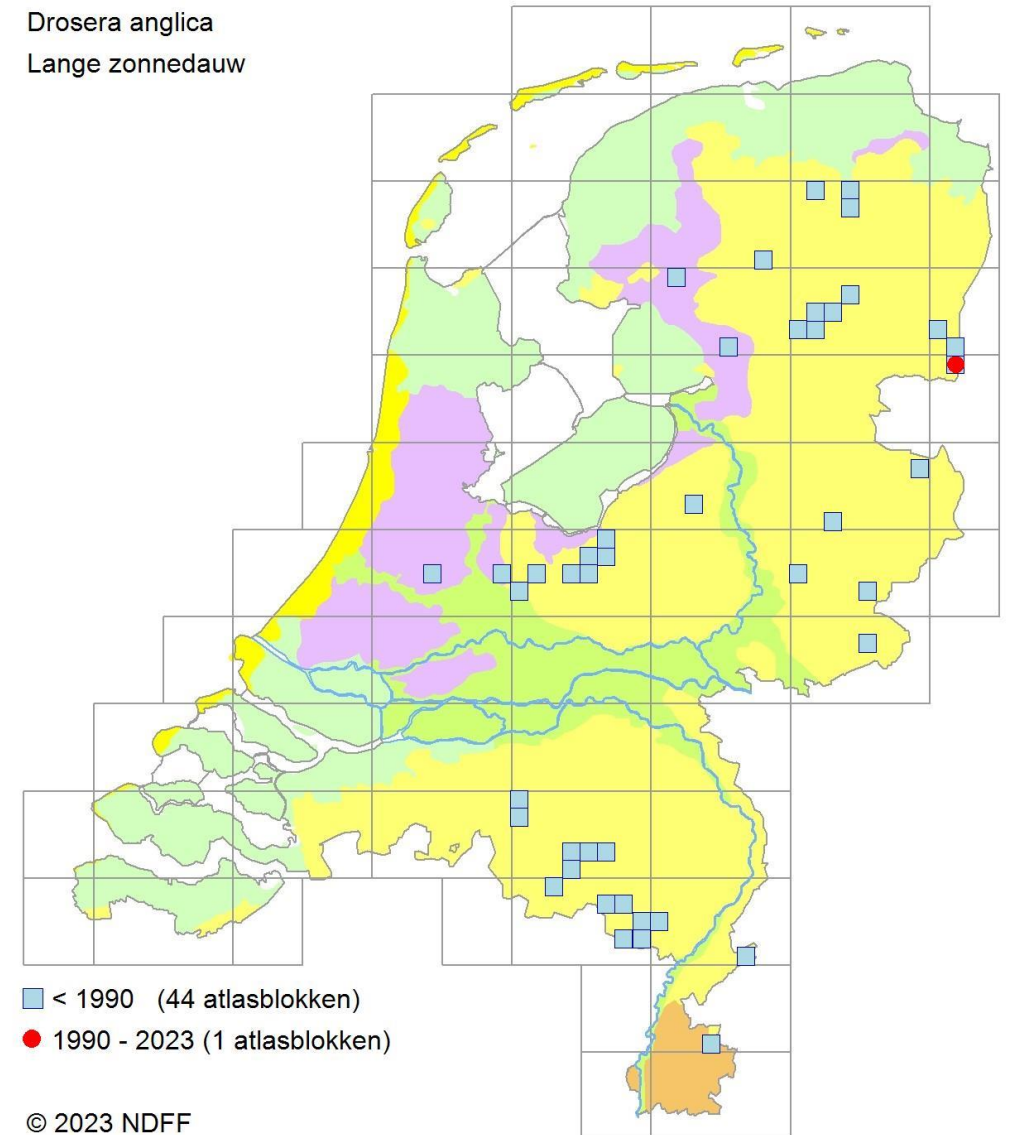 Drosera anglica
Lange zonnedauw
< 1990 (44 atlasblokken)
1990 - 2023 (1 atlasblokken)
© 2023 NDFF